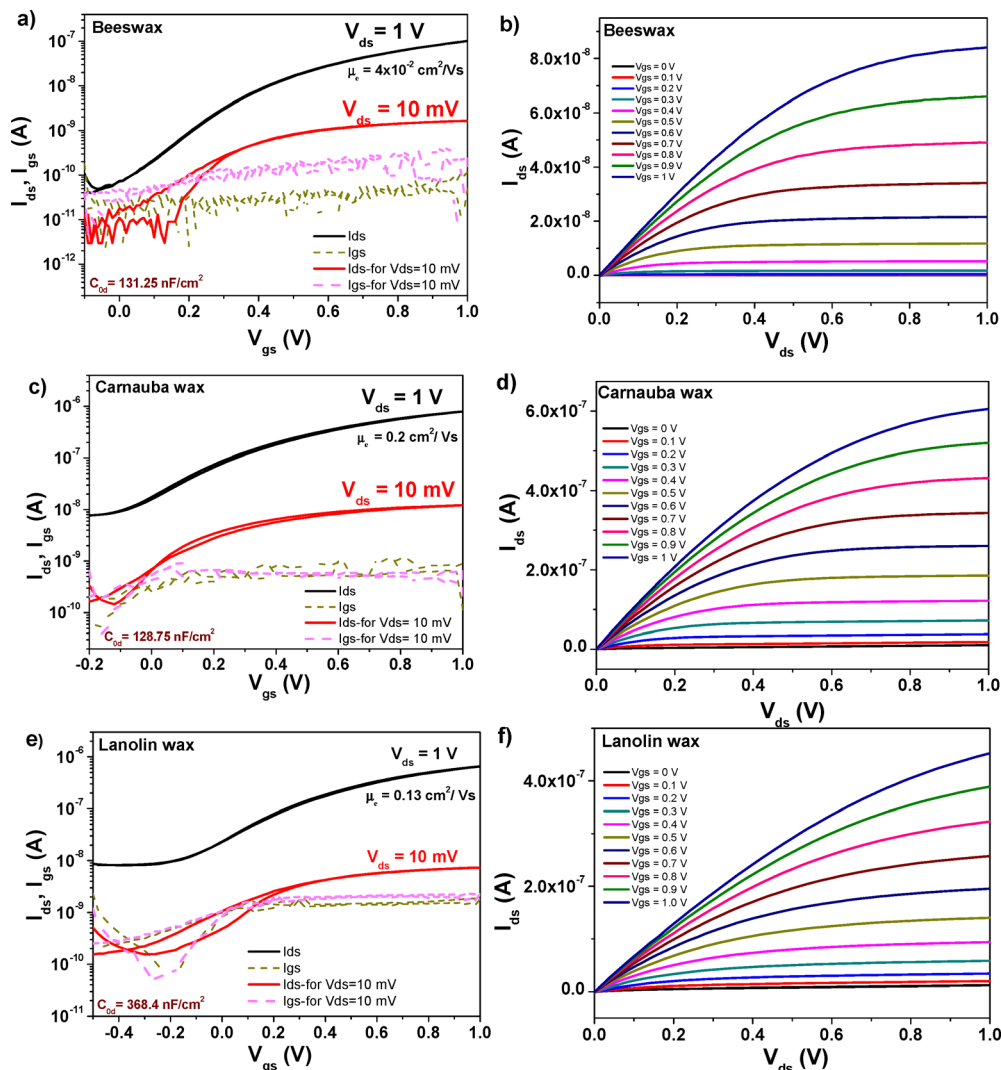 a)
Beeswax
V_ds = 1 V
μ_e = 4x10^-2 cm^2/Vs
V_ds = 10 mV
10^-7
10^-8
10^-9
10^-10
10^-11
10^-12
I_ds, I_gs (A)
Ids
Igs
Ids-for Vds=10 mV
Igs-for Vds=10 mV
C_0d = 131.25 nF/cm^2
0.0 0.2 0.4 0.6 0.8 1.0
V_gs (V)
b)
Beeswax
Vgs = 0 V
Vgs = 0.1 V
Vgs = 0.2 V
Vgs = 0.3 V
Vgs = 0.4 V
Vgs = 0.5 V
Vgs = 0.6 V
Vgs = 0.7 V
Vgs = 0.8 V
Vgs = 0.9 V
Vgs = 1 V
8.0x10^-8
6.0x10^-8
4.0x10^-8
2.0x10^-8
0.0
I_ds (A)
0.0 0.2 0.4 0.6 0.8 1.0
V_ds (V)
c)
Carnauba wax
V_ds = 1 V
μ_e = 0.2 cm^2/ Vs
V_ds = 10 mV
10^-6
10^-7
10^-8
10^-9
10^-10
I_ds, I_gs (A)
Ids
Igs
Ids-for Vds= 10 mV
Igs-for Vds= 10 mV
C_0d = 128.75 nF/cm^2
-0.2 0.0 0.2 0.4 0.6 0.8 1.0
V_gs (V)
d)
Carnauba wax
Vgs = 0 V
Vgs = 0.1 V
Vgs = 0.2 V
Vgs = 0.3 V
Vgs = 0.4 V
Vgs = 0.5 V
Vgs = 0.6 V
Vgs = 0.7 V
Vgs = 0.8 V
Vgs = 0.9 V
Vgs = 1 V
6.0x10^-7
4.0x10^-7
2.0x10^-7
0.0
I_ds (A)
0.0 0.2 0.4 0.6 0.8 1.0
V_ds (V)
e)
Lanolin wax
V_ds = 1 V
μ_e = 0.13 cm^2/ Vs
V_ds = 10 mV
10^-6
10^-7
10^-8
10^-9
10^-10
10^-11
I_ds, I_gs (A)
Ids
Igs
Ids-for Vds=10 mV
Igs-for Vds=10 mV
C_0d = 368.4 nF/cm^2
-0.4 -0.2 0.0 0.2 0.4 0.6 0.8 1.0
V_gs (V)
f)
Lanolin wax
Vgs = 0 V
Vgs = 0.1 V
Vgs = 0.2 V
Vgs = 0.3 V
Vgs = 0.4 V
Vgs = 0.5 V
Vgs = 0.6 V
Vgs = 0.7 V
Vgs = 0.8 V
Vgs = 0.9 V
Vgs = 1.0 V
4.0x10^-7
2.0x10^-7
0.0
I_ds (A)
0.0 0.2 0.4 0.6 0.8 1.0
V_ds (V)